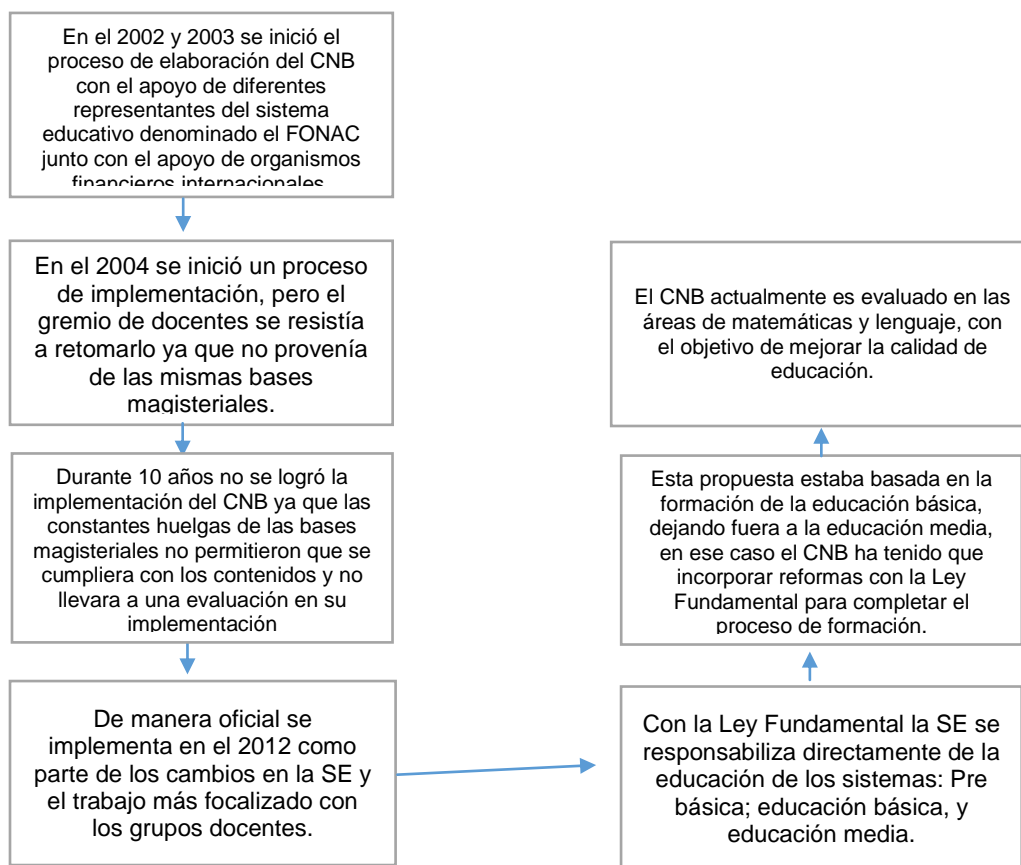 En el 2002 y 2003 se inició el
proceso de elaboración del CNB
con el apoyo de diferentes
representantes del sistema
educativo denominado el FONAC
junto con el apoyo de organismos
financieros internacionales
En el 2004 se inició un proceso
de implementación, pero el
gremio de docentes se resistía
a retomarlo ya que no provenía
de las mismas bases
magisteriales.
Durante 10 años no se logró la
implementación del CNB ya que las
constantes huelgas de las bases
magisteriales no permitieron que se
cumpliera con los contenidos y no
llevara a una evaluación en su
implementación
De manera oficial se
implementa en el 2012 como
parte de los cambios en la SE y
el trabajo más focalizado con
los grupos docentes.
Con la Ley Fundamental la SE se
responsabiliza directamente de la
educación de los sistemas: Pre
básica; educación básica, y
educación media.
Esta propuesta estaba basada en la
formación de la educación básica,
dejando fuera a la educación media,
en ese caso el CNB ha tenido que
incorporar reformas con la Ley
Fundamental para completar el
proceso de formación.
El CNB actualmente es evaluado en las
áreas de matemáticas y lenguaje, con
el objetivo de mejorar la calidad de
educación.